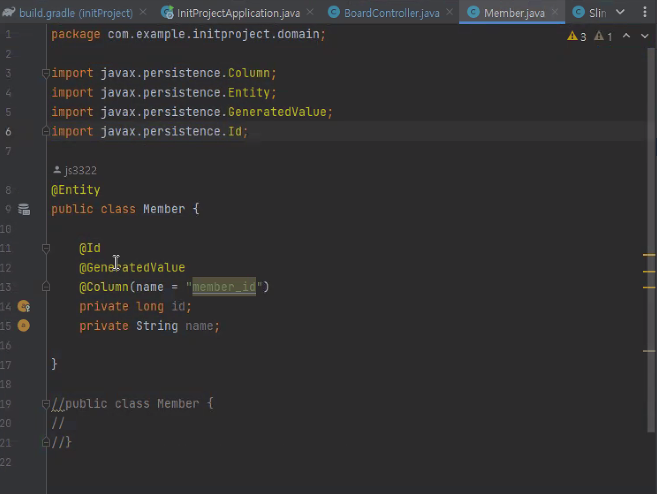 build.gradle (initProject) InitProjectApplication.java BoardController.java Member.java Slin
1 package com.example.initproject.domain; 3 1
2
3 import javax.persistence.Column;
4 import javax.persistence.Entity;
5 import javax.persistence.GeneratedValue;
6 import javax.persistence.Id;
7
js3322
8 @Entity
9 public class Member {
10
11 @Id
12 @GeneratedValue
13 @Column(name = "member_id")
14 private long id;
15 private String name;
16
17 }
18
19 //public class Member {
20 //
21 //}
22